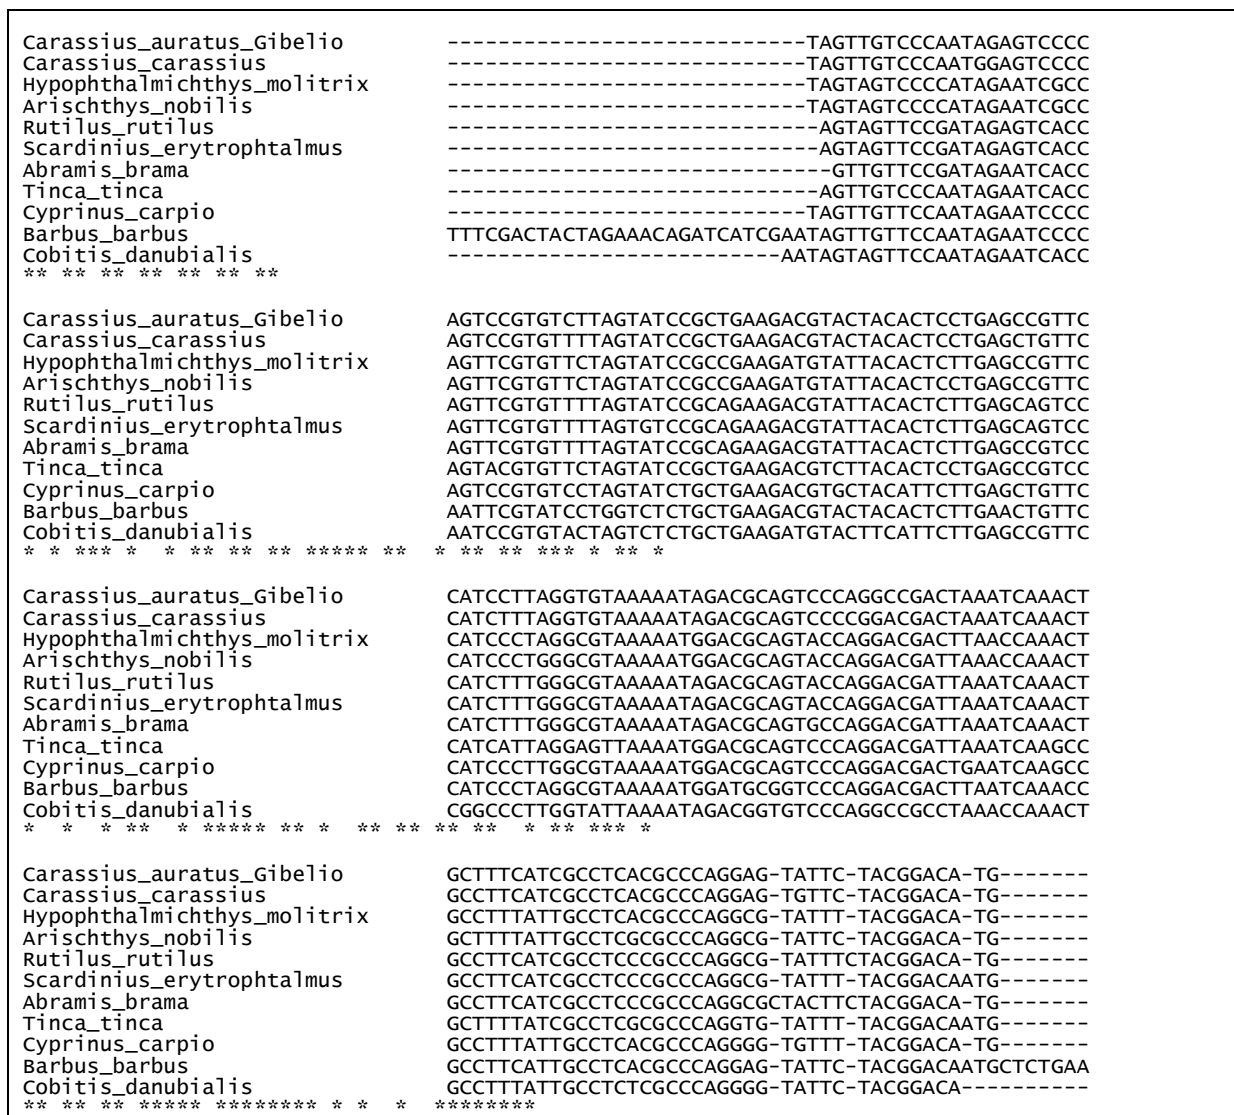 Carassius_auratus_Gibelio ----------------------------TAGTTGTCCCAATAGAGTCCCC
Carassius_carassius ----------------------------TAGTTGTCCCAATGGAGTCCCC
Hypophthalmichthys_molitrix ----------------------------TAGTAGTCCCCATAGAATCGCC
Arischthys_nobilis ----------------------------TAGTAGTCCCCATAGAATCGCC
Rutilus_rutilus -----------------------------AGTAGTTCCGATAGAGTCACC
Scardinius_erytrophtalmus -----------------------------AGTAGTTCCGATAGAGTCACC
Abramis_brama ------------------------------GTTGTTCCGATAGAATCACC
Tinca_tinca -----------------------------AGTTGTCCCAATAGAATCACC
Cyprinus_carpio ----------------------------TAGTTGTTCCAATAGAATCCCC
Barbus_barbus TTTCGACTACTAGAAACAGATCATCGAATAGTTGTTCCAATAGAATCCCC
Cobitis_danubialis --------------------------AATAGTAGTTCCAATAGAATCACC
** ** ** ** ** ** **
Carassius_auratus_Gibelio AGTCCGTGTCTTAGTATCCGCTGAAGACGTACTACACTCCTGAGCCGTTC
Carassius_carassius AGTCCGTGTTTTAGTATCCGCTGAAGACGTACTACACTCCTGAGCTGTTC
Hypophthalmichthys_molitrix AGTTCGTGTTCTAGTATCCGCCGAAGATGTATTACACTCTTGAGCCGTTC
Arischthys_nobilis AGTTCGTGTTCTAGTATCCGCCGAAGATGTATTACACTCCTGAGCCGTTC
Rutilus_rutilus AGTTCGTGTTTTAGTATCCGCAGAAGACGTATTACACTCTTGAGCAGTCC
Scardinius_erytrophtalmus AGTTCGTGTTTTAGTGTCCGCAGAAGACGTATTACACTCTTGAGCAGTCC
Abramis_brama AGTTCGTGTTTTAGTATCCGCAGAAGACGTATTACACTCTTGAGCCGTCC
Tinca_tinca AGTACGTGTTCTAGTATCCGCTGAAGACGTCTTACACTCCTGAGCCGTCC
Cyprinus_carpio AGTCCGTGTCCTAGTATCTGCTGAAGACGTGCTACATTCTTGAGCTGTTC
Barbus_barbus AATTCGTATCCTGGTCTCTGCTGAAGACGTACTACACTCTTGAACTGTTC
Cobitis_danubialis AATCCGTGTACTAGTCTCTGCTGAAGATGTACTTCATTCTTGAGCCGTTC
* * *** *  * ** ** ** ***** **  * ** ** *** * ** *
Carassius_auratus_Gibelio CATCCTTAGGTGTAAAAATAGACGCAGTCCCAGGCCGACTAAATCAAACT
Carassius_carassius CATCTTTAGGTGTAAAAATAGACGCAGTCCCCGGACGACTAAATCAAACT
Hypophthalmichthys_molitrix CATCCCTAGGCGTAAAAATGGACGCAGTACCAGGACGACTTAACCAAACT
Arischthys_nobilis CATCCCTGGGCGTAAAAATGGACGCAGTACCAGGACGATTAAACCAAACT
Rutilus_rutilus CATCTTTGGGCGTAAAAATAGACGCAGTACCAGGACGATTAAATCAAACT
Scardinius_erytrophtalmus CATCTTTGGGCGTAAAAATAGACGCAGTACCAGGACGATTAAATCAAACT
Abramis_brama CATCTTTGGGCGTAAAAATAGACGCAGTGCCAGGACGATTAAATCAAACT
Tinca_tinca CATCATTAGGAGTTAAAATGGACGCAGTCCCAGGACGATTAAATCAAGCC
Cyprinus_carpio CATCCCTTGGCGTAAAAATGGACGCAGTCCCAGGACGACTGAATCAAGCC
Barbus_barbus CATCCCTAGGCGTAAAAATGGATGCGGTCCCAGGACGACTTAATCAAACC
Cobitis_danubialis CGGCCCTTGGTATTAAAATAGACGGTGTCCCAGGCCGCCTAAACCAAACT
*  *  * **  * ***** ** *  ** ** ** **  * ** *** *
Carassius_auratus_Gibelio GCTTTCATCGCCTCACGCCCAGGAG-TATTC-TACGGACA-TG-------
Carassius_carassius GCCTTCATCGCCTCACGCCCAGGAG-TGTTC-TACGGACA-TG-------
Hypophthalmichthys_molitrix GCCTTTATTGCCTCACGCCCAGGCG-TATTT-TACGGACA-TG-------
Arischthys_nobilis GCTTTTATTGCCTCGCGCCCAGGCG-TATTC-TACGGACA-TG-------
Rutilus_rutilus GCCTTCATCGCCTCCCGCCCAGGCG-TATTTCTACGGACA-TG-------
Scardinius_erytrophtalmus GCCTTCATCGCCTCCCGCCCAGGCG-TATTT-TACGGACAATG-------
Abramis_brama GCCTTCATCGCCTCCCGCCCAGGCGCTACTTCTACGGACA-TG-------
Tinca_tinca GCTTTTATCGCCTCGCGCCCAGGTG-TATTT-TACGGACAATG-------
Cyprinus_carpio GCCTTTATTGCCTCACGCCCAGGGG-TGTTT-TACGGACA-TG-------
Barbus_barbus GCCTTCATTGCCTCACGCCCAGGAG-TATTC-TACGGACAATGCTCTGAA
Cobitis_danubialis GCCTTTATTGCCTCTCGCCCAGGGG-TATTC-TACGGACA----------
** ** ** ***** ******** * *  *  ********